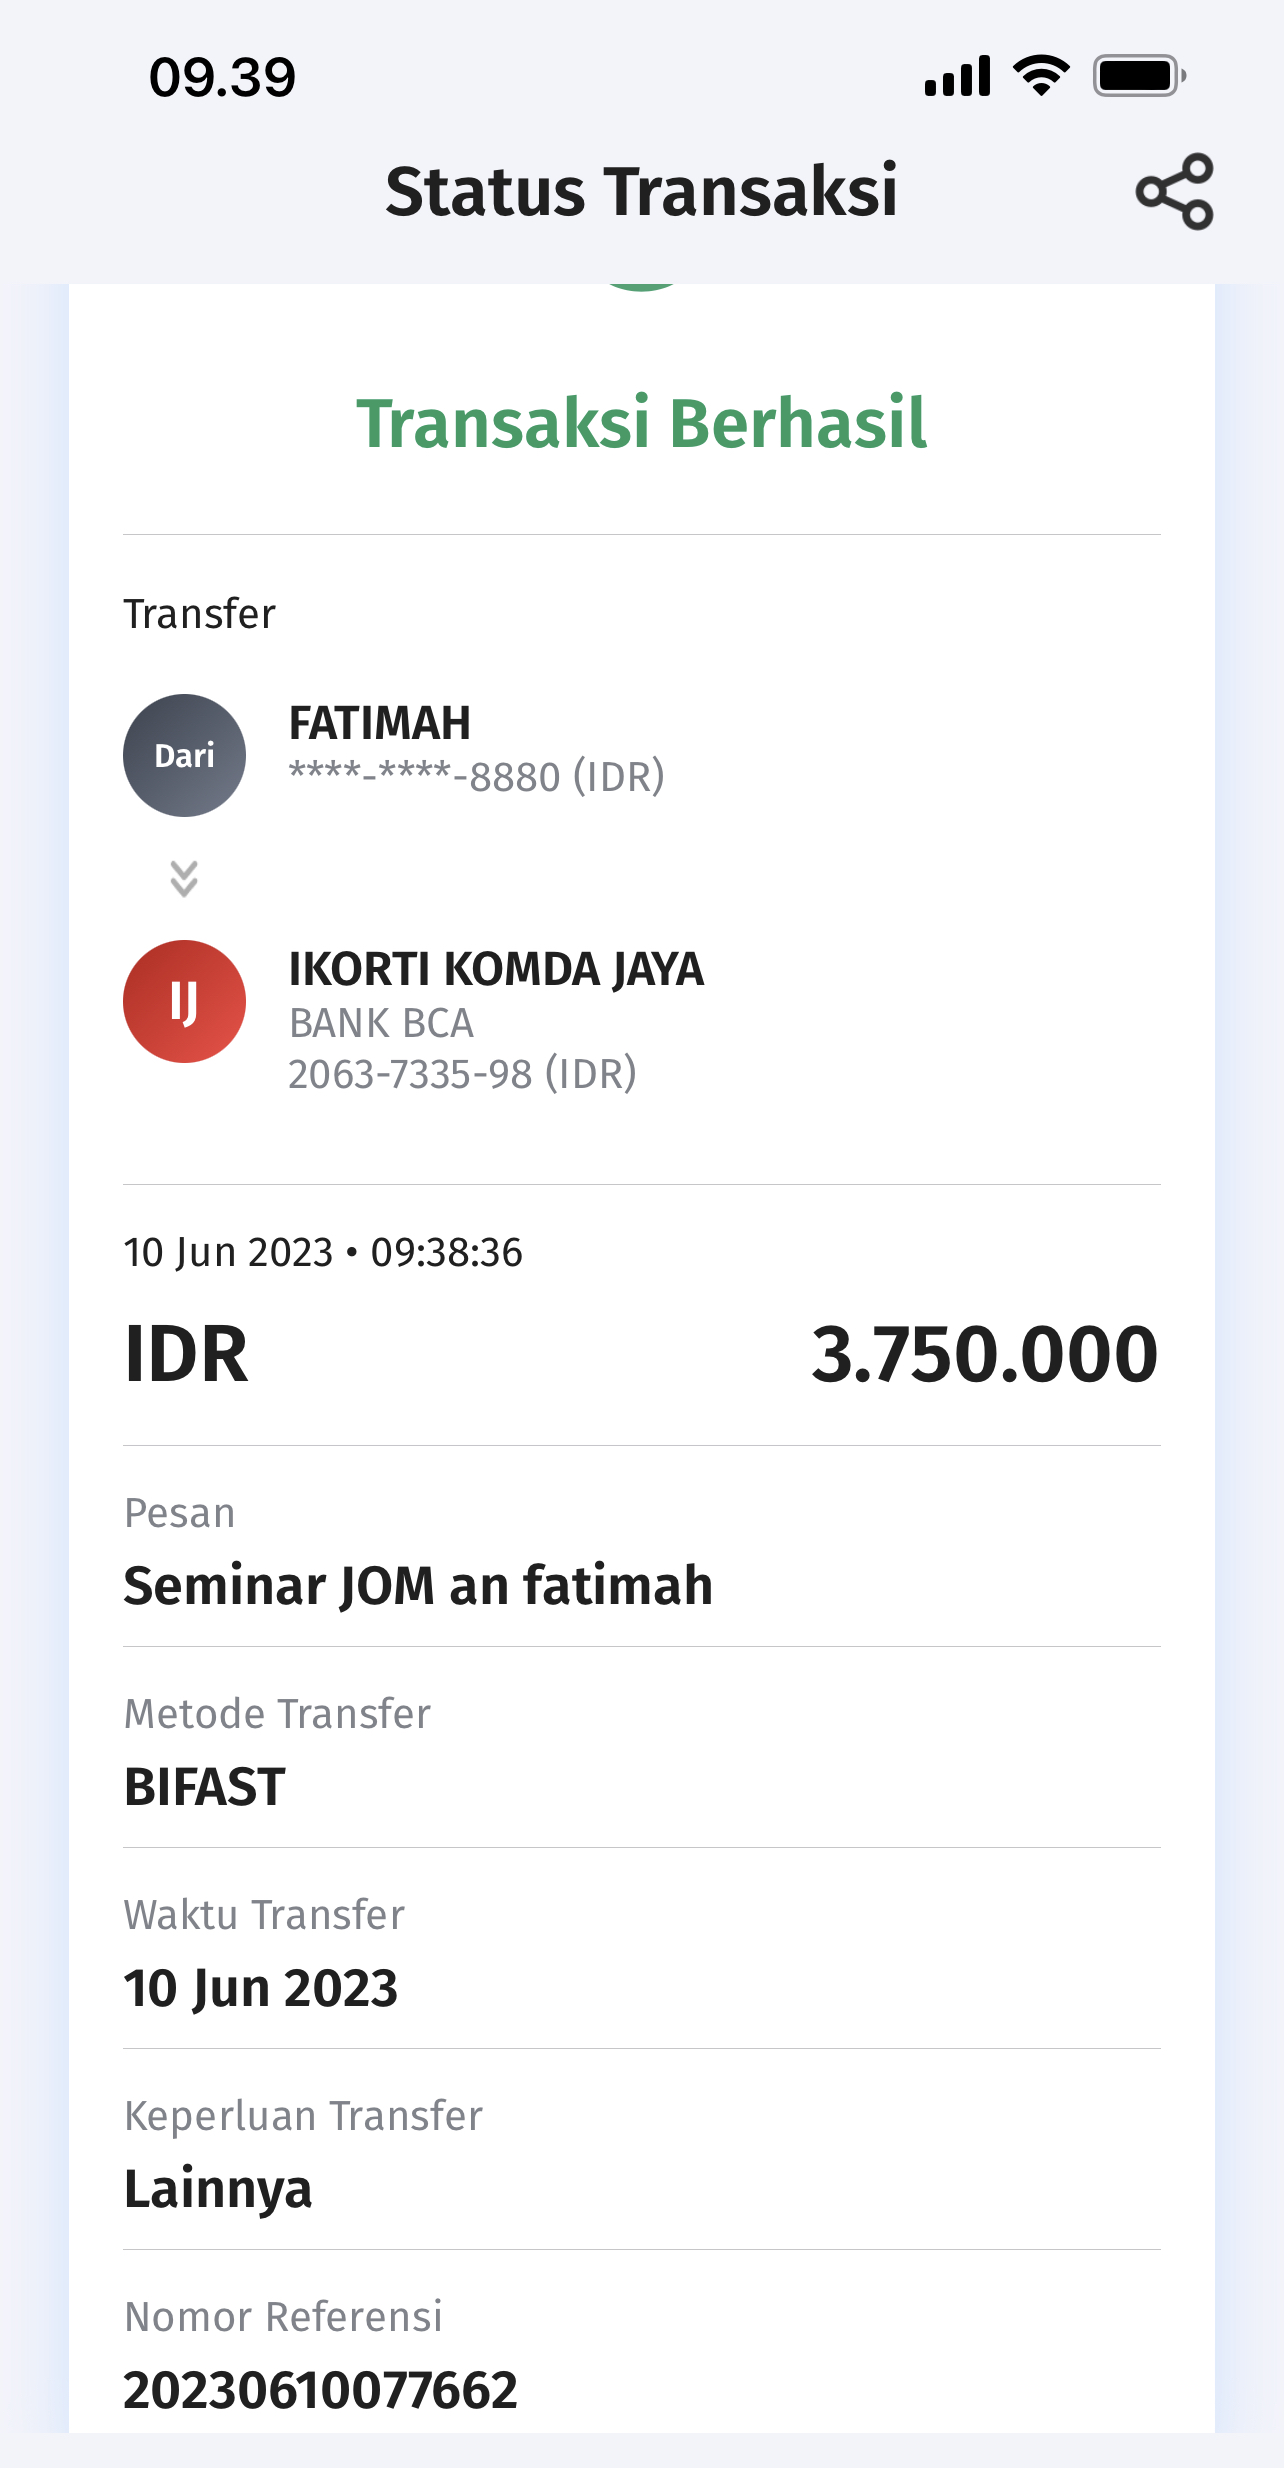 09.39
Status Transaksi
Transaksi Berhasil
Transfer
Dari
FATIMAH
****-****-8880 (IDR)
IJ
IKORTI KOMDA JAYA
BANK BCA
2063-7335-98 (IDR)
10 Jun 2023 • 09:38:36
IDR 3.750.000
Pesan
Seminar JOM an fatimah
Metode Transfer
BIFAST
Waktu Transfer
10 Jun 2023
Keperluan Transfer
Lainnya
Nomor Referensi
20230610077662